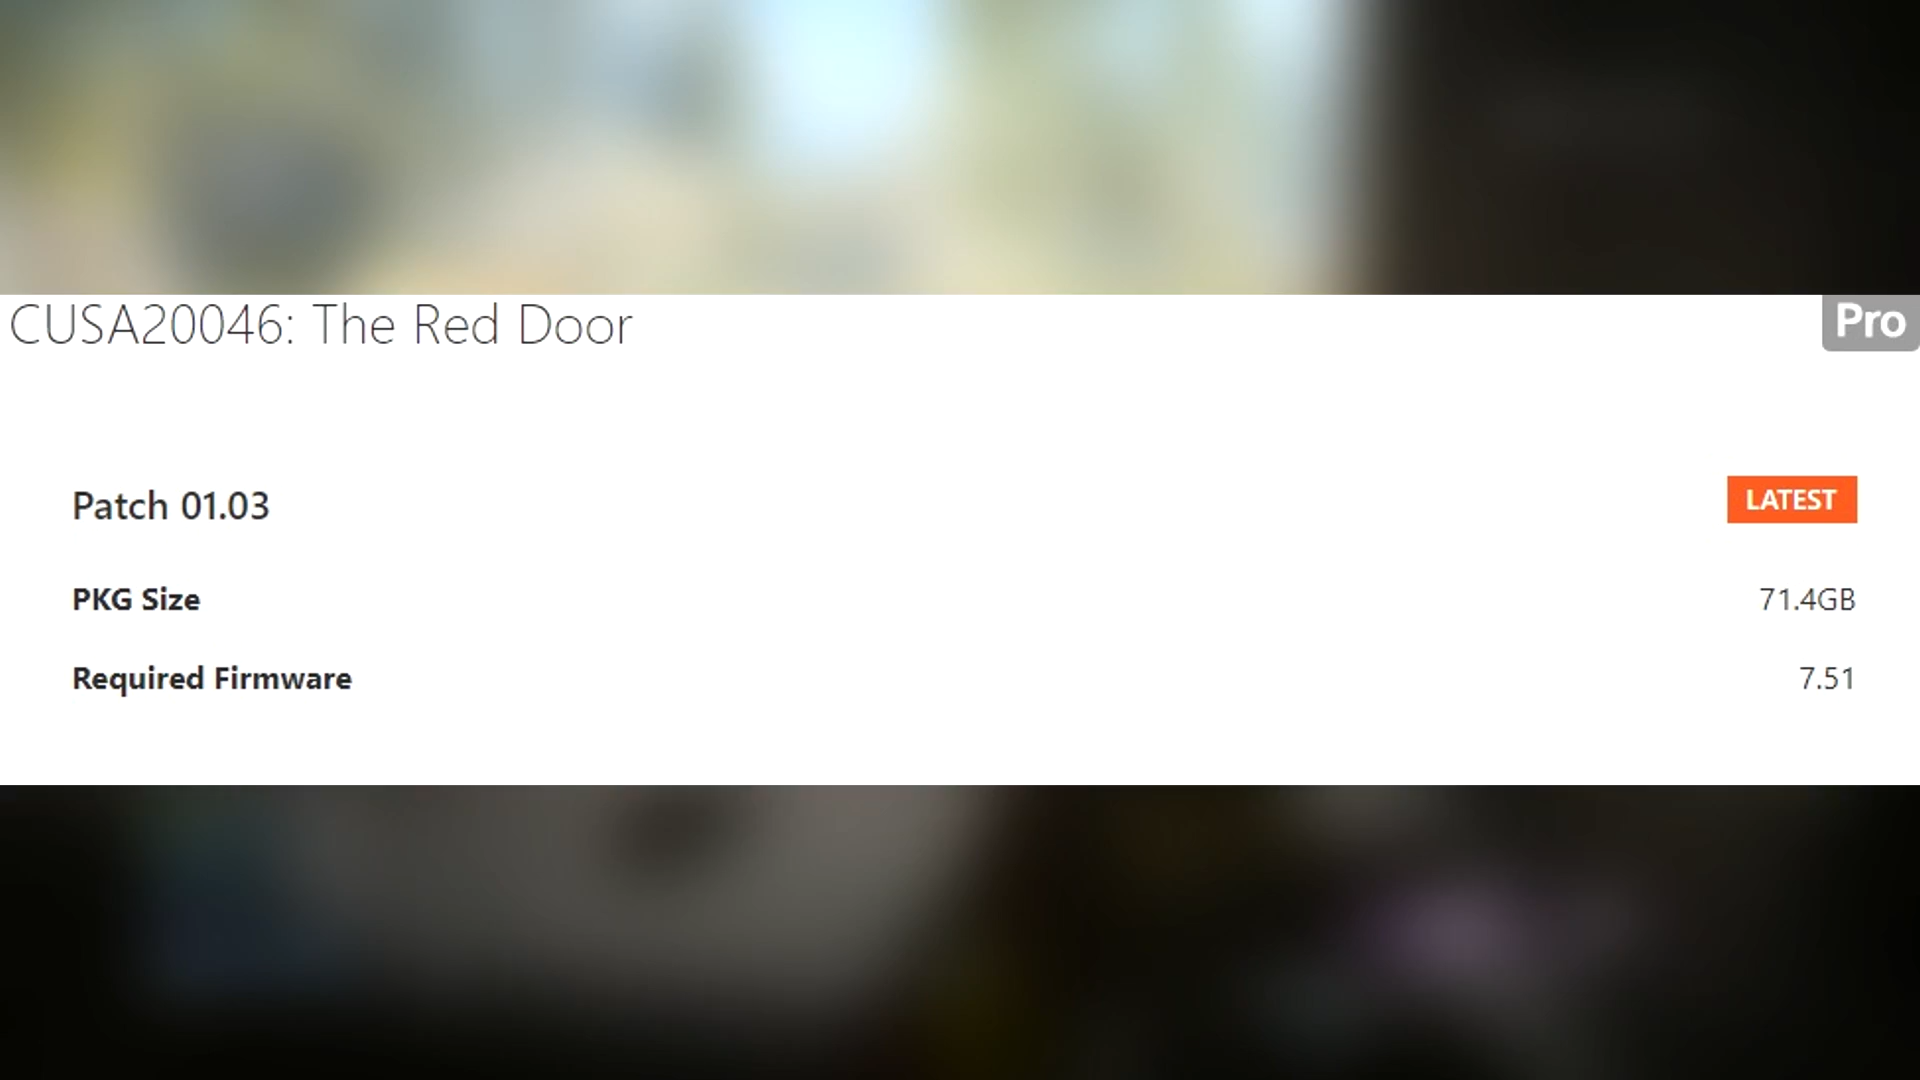 CUSA20046: The Red Door
Pro
Patch 01.03
LATEST
PKG Size
71.4GB
Required Firmware
7.51